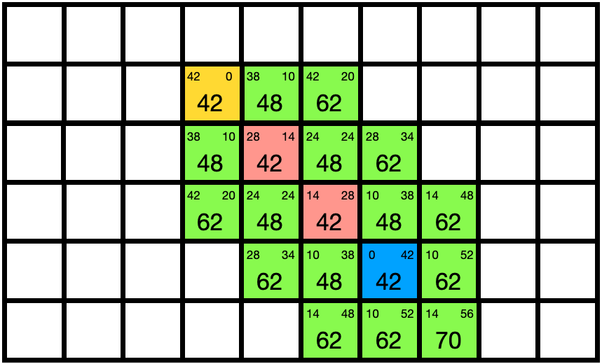 42 0 38 10 42 20
42 48 62
38 10 28 14 24 24 28 34
48 42 48 62
42 20 24 24 14 28 10 38 14 48
62 48 42 48 62
28 34 10 38 0 42 10 52
62 48 42 62
14 48 10 52 14 56
62 62 70